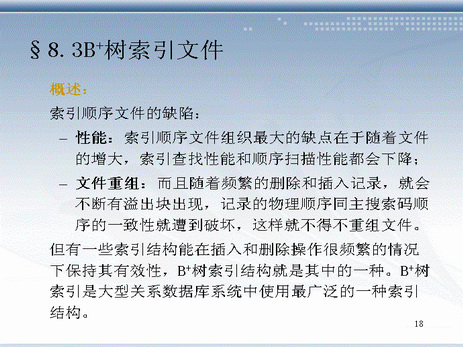 §8.3B⁺树索引文件
概述：
索引顺序文件的缺陷：
– 性能：索引顺序文件组织最大的缺点在于随着文件
的增大，索引查找性能和顺序扫描性能都会下降；
– 文件重组：而且随着频繁的删除和插入记录，就会
不断有溢出块出现，记录的物理顺序同主搜索码顺
序的一致性就遭到破坏，这样就不得不重组文件。
但有一些索引结构能在插入和删除操作很频繁的情况
下保持其有效性，B⁺树索引结构就是其中的一种。B⁺树
索引是大型关系数据库系统中使用最广泛的一种索引
结构。
18